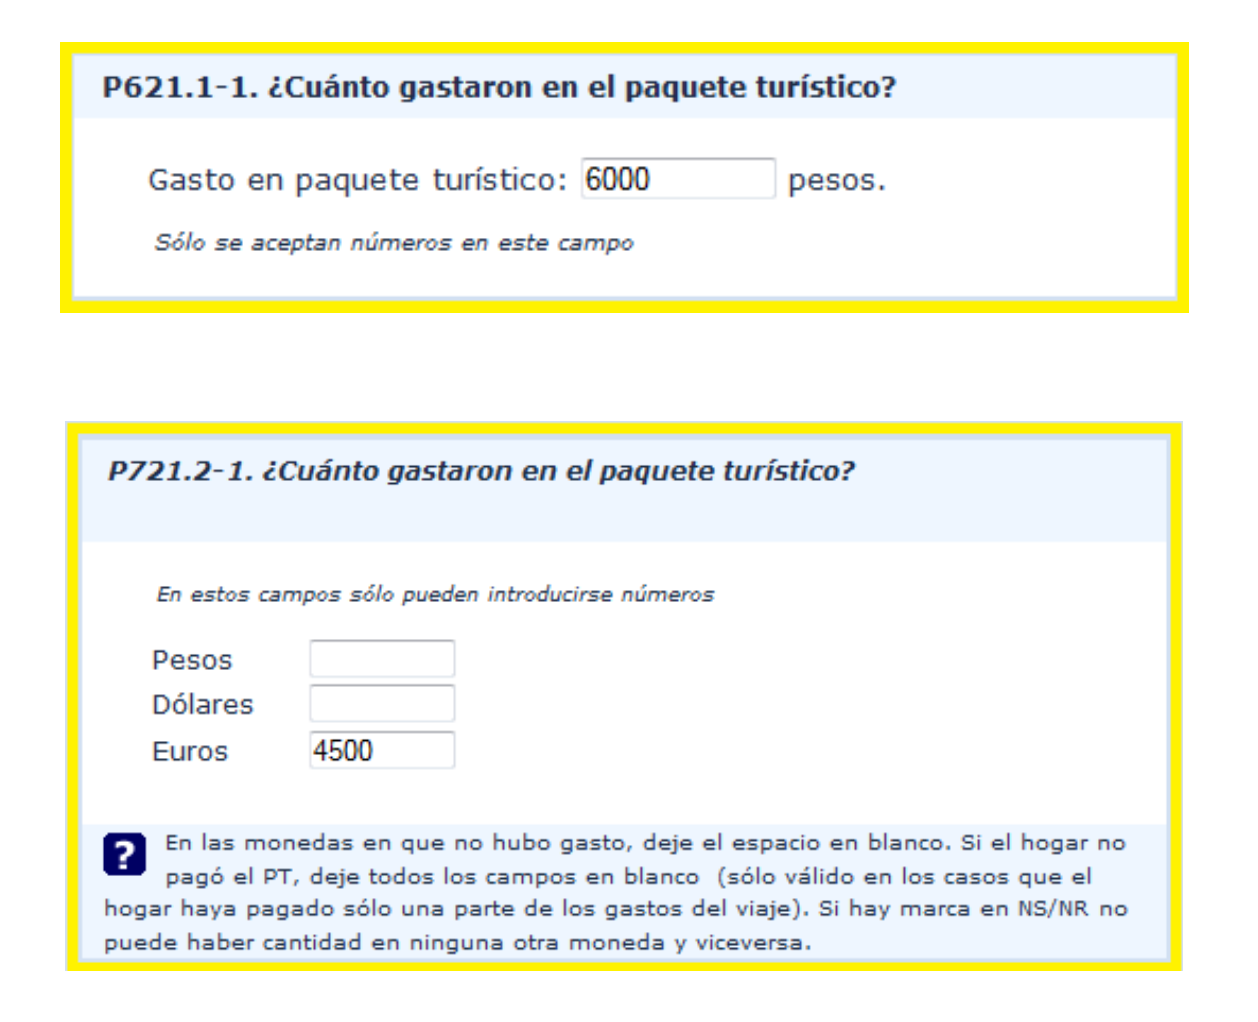 P621.1-1. ¿Cuánto gastaron en el paquete turístico?
Gasto en paquete turístico: 6000 pesos.
Sólo se aceptan números en este campo
P721.2-1. ¿Cuánto gastaron en el paquete turístico?
En estos campos sólo pueden introducirse números
Pesos
Dólares
Euros 4500
? En las monedas en que no hubo gasto, deje el espacio en blanco. Si el hogar no
pagó el PT, deje todos los campos en blanco (sólo válido en los casos que el
hogar haya pagado sólo una parte de los gastos del viaje). Si hay marca en NS/NR no
puede haber cantidad en ninguna otra moneda y viceversa.